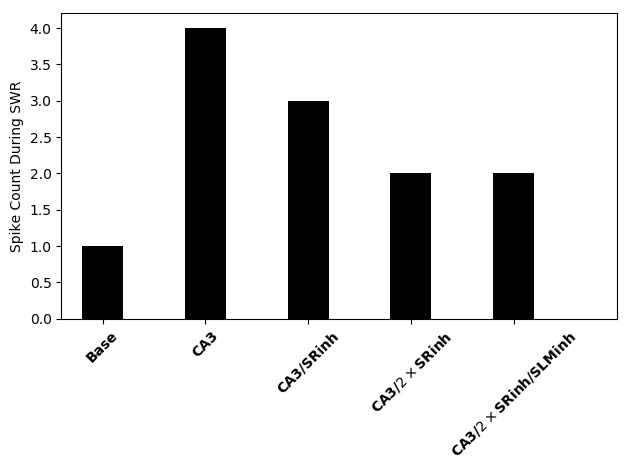 Spike Count During SWR
4.0
3.5
3.0
2.5
2.0
1.5
1.0
0.5
0.0
Base
CA3
CA3/SRinh
CA3/2 × SRinh
CA3/2 × SRinh/SLMinh